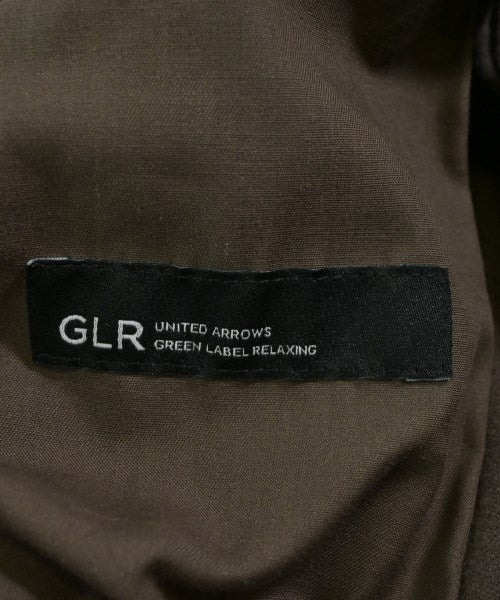 GLR
UNITED ARROWS
GREEN LABEL RELAXING